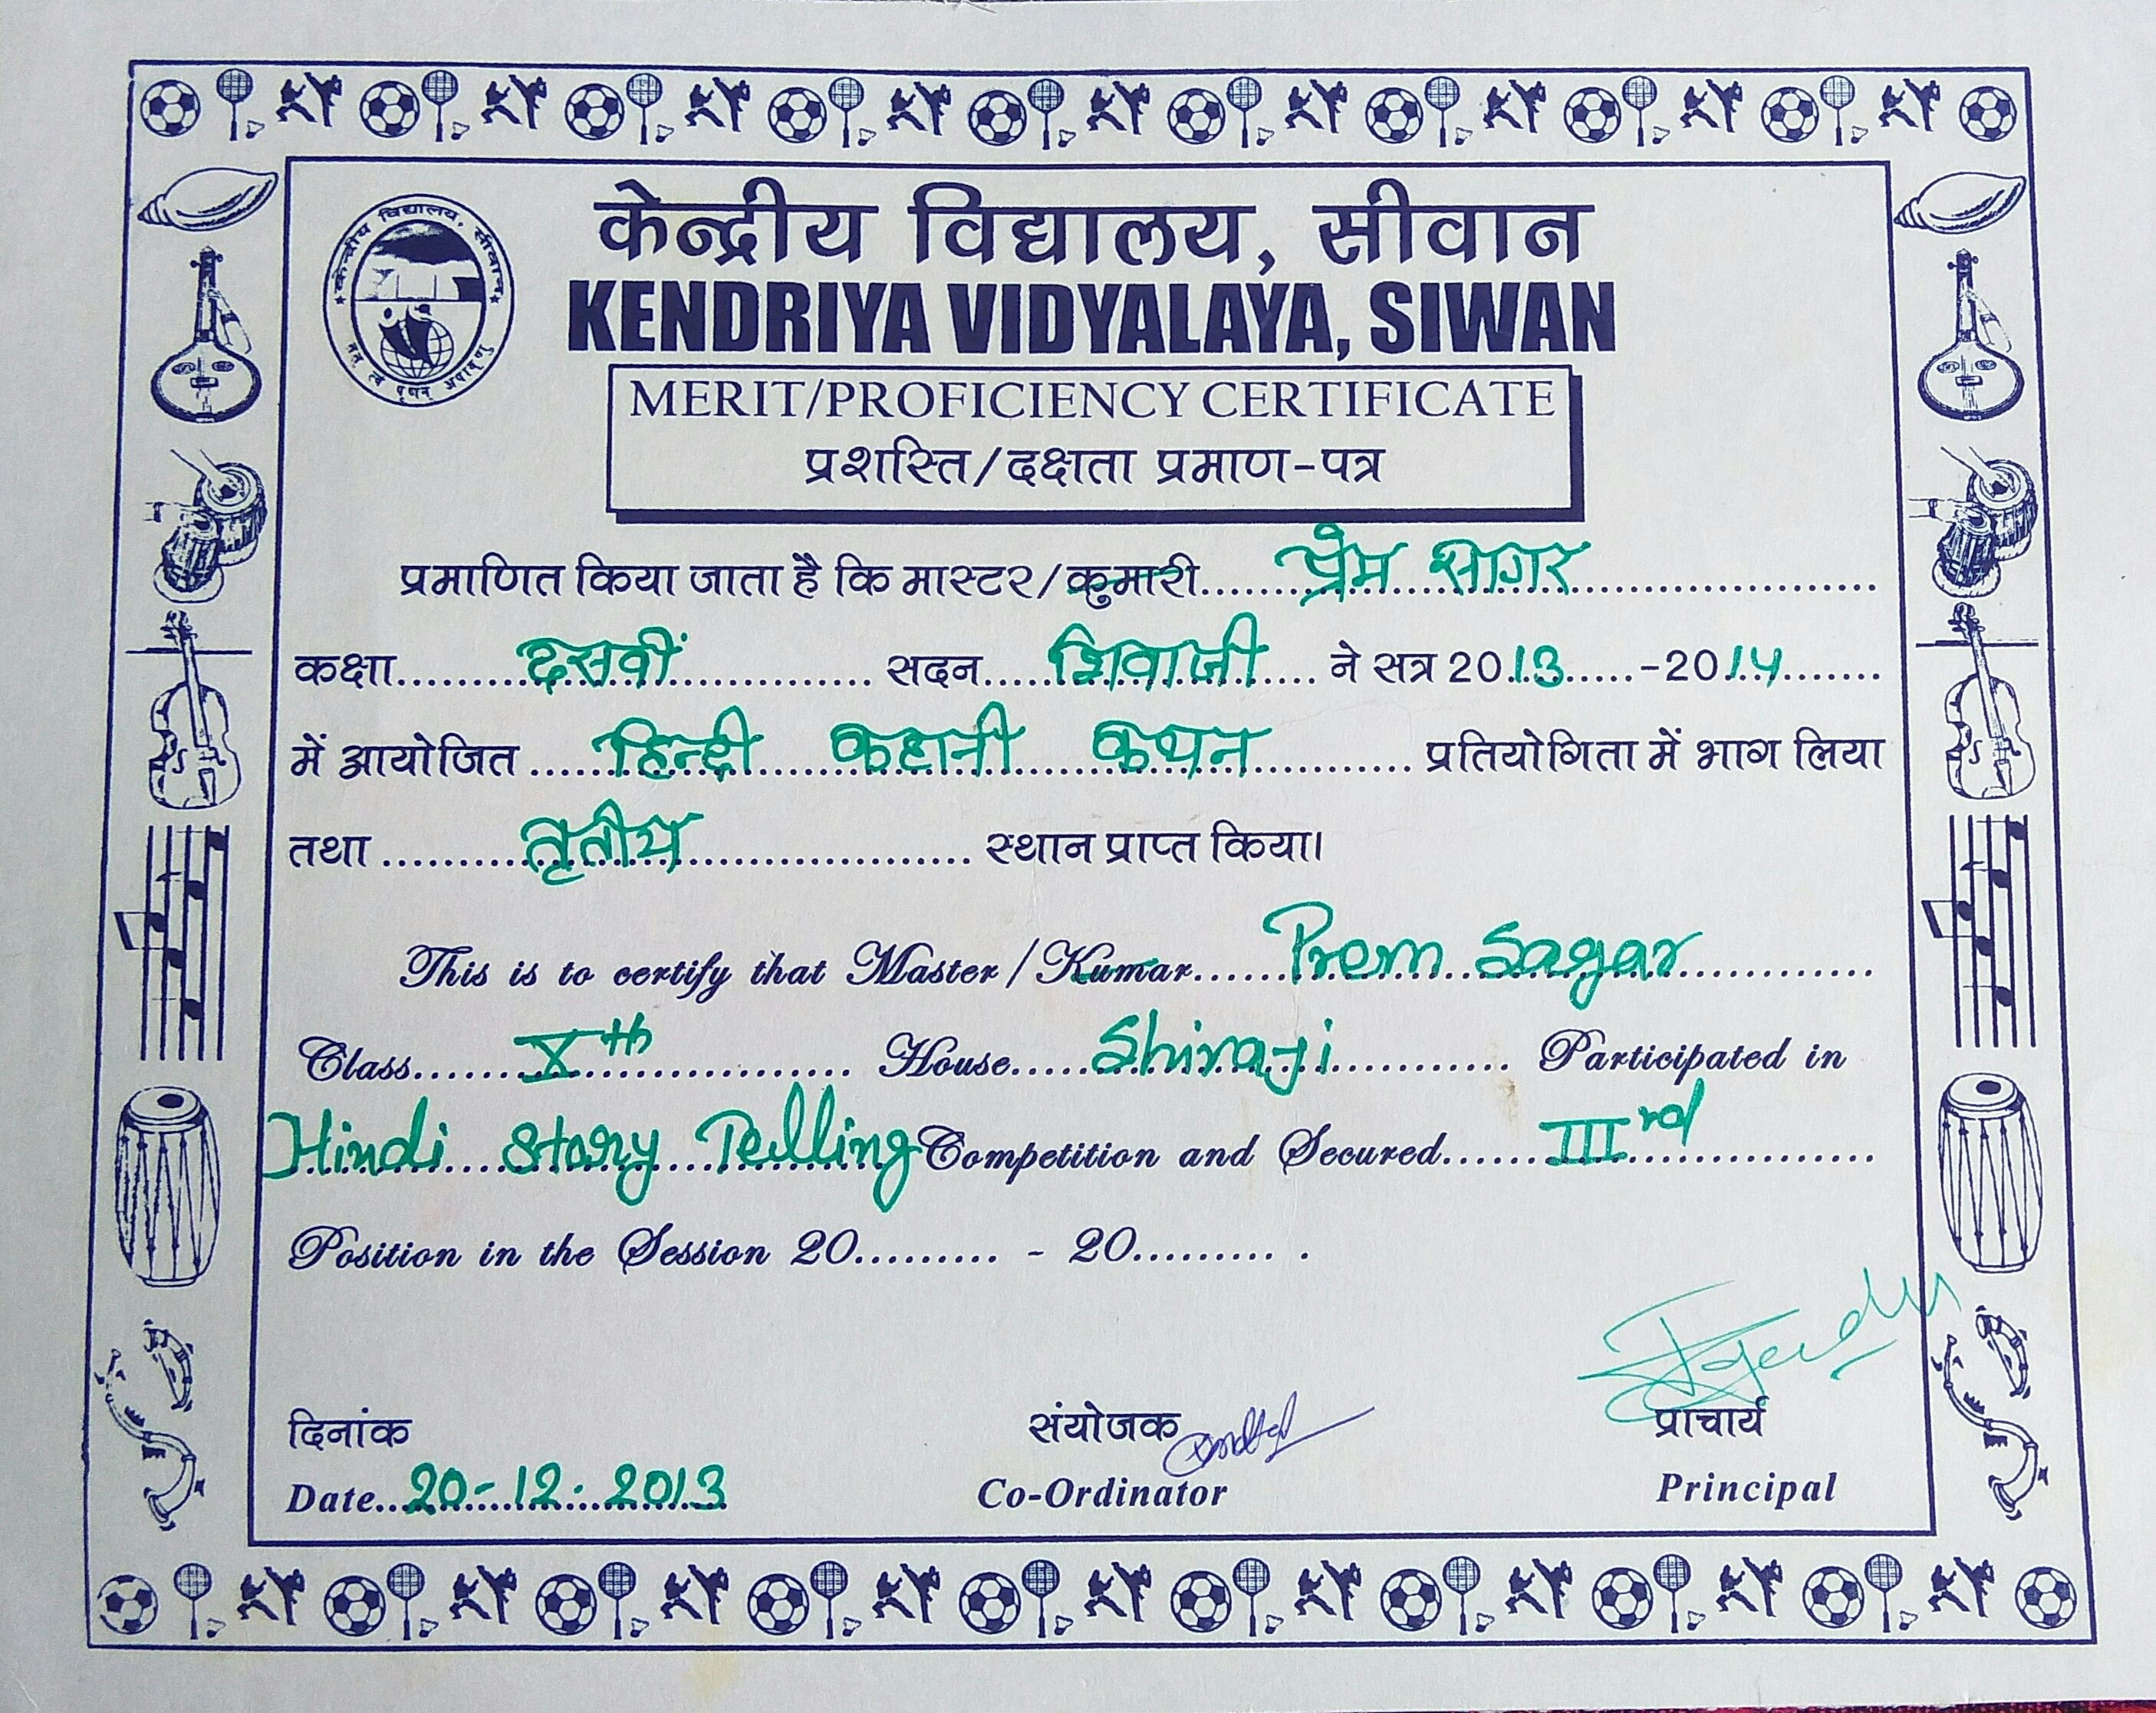 केन्द्रीय विद्यालय, सीवान
तत् त्वं पूषन् अपावृणु
केन्द्रीय विद्यालय, सीवान
KENDRIYA VIDYALAYA, SIWAN
MERIT/PROFICIENCY CERTIFICATE
प्रशस्ति/दक्षता प्रमाण-पत्र
प्रमाणित किया जाता है कि मास्टर/कुमारी..........प्रेम सागर..........
कक्षा..........दसवीं.......... सदन..........शिवाजी.......... ने सत्र 2013.....-2014.......
में आयोजित ..........हिन्दी कहानी कथन.......... प्रतियोगिता में भाग लिया
तथा ..........तृतीय.......... स्थान प्राप्त किया।
This is to certify that Master/Kumar..........Prem Sagar..........
Class..........Xth.......... House..........Shivaji.......... Participated in
Hindi Story Telling Competition and Secured..........IIIrd..........
Position in the Session 20......... - 20......... .
दिनांक संयोजक प्राचार्य
Date...20-12-2013 Co-Ordinator Principal